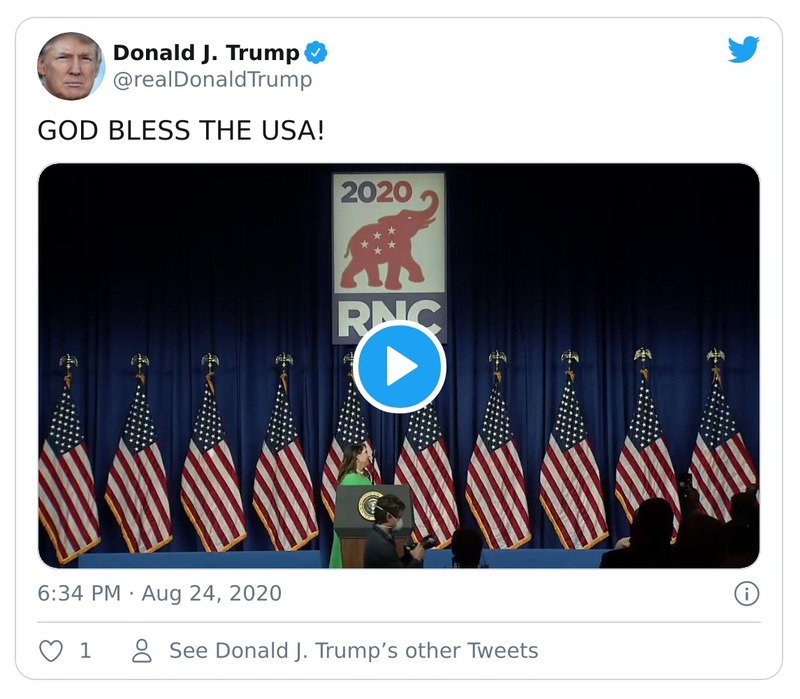 Donald J. Trump
@realDonaldTrump
GOD BLESS THE USA!
2020
RNC
6:34 PM · Aug 24, 2020
1
See Donald J. Trump’s other Tweets